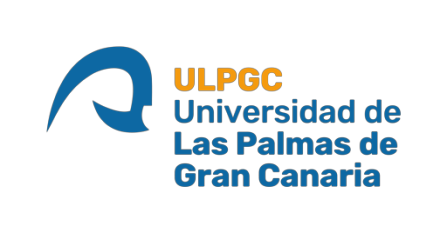 ULPGC
Universidad de
Las Palmas de
Gran Canaria